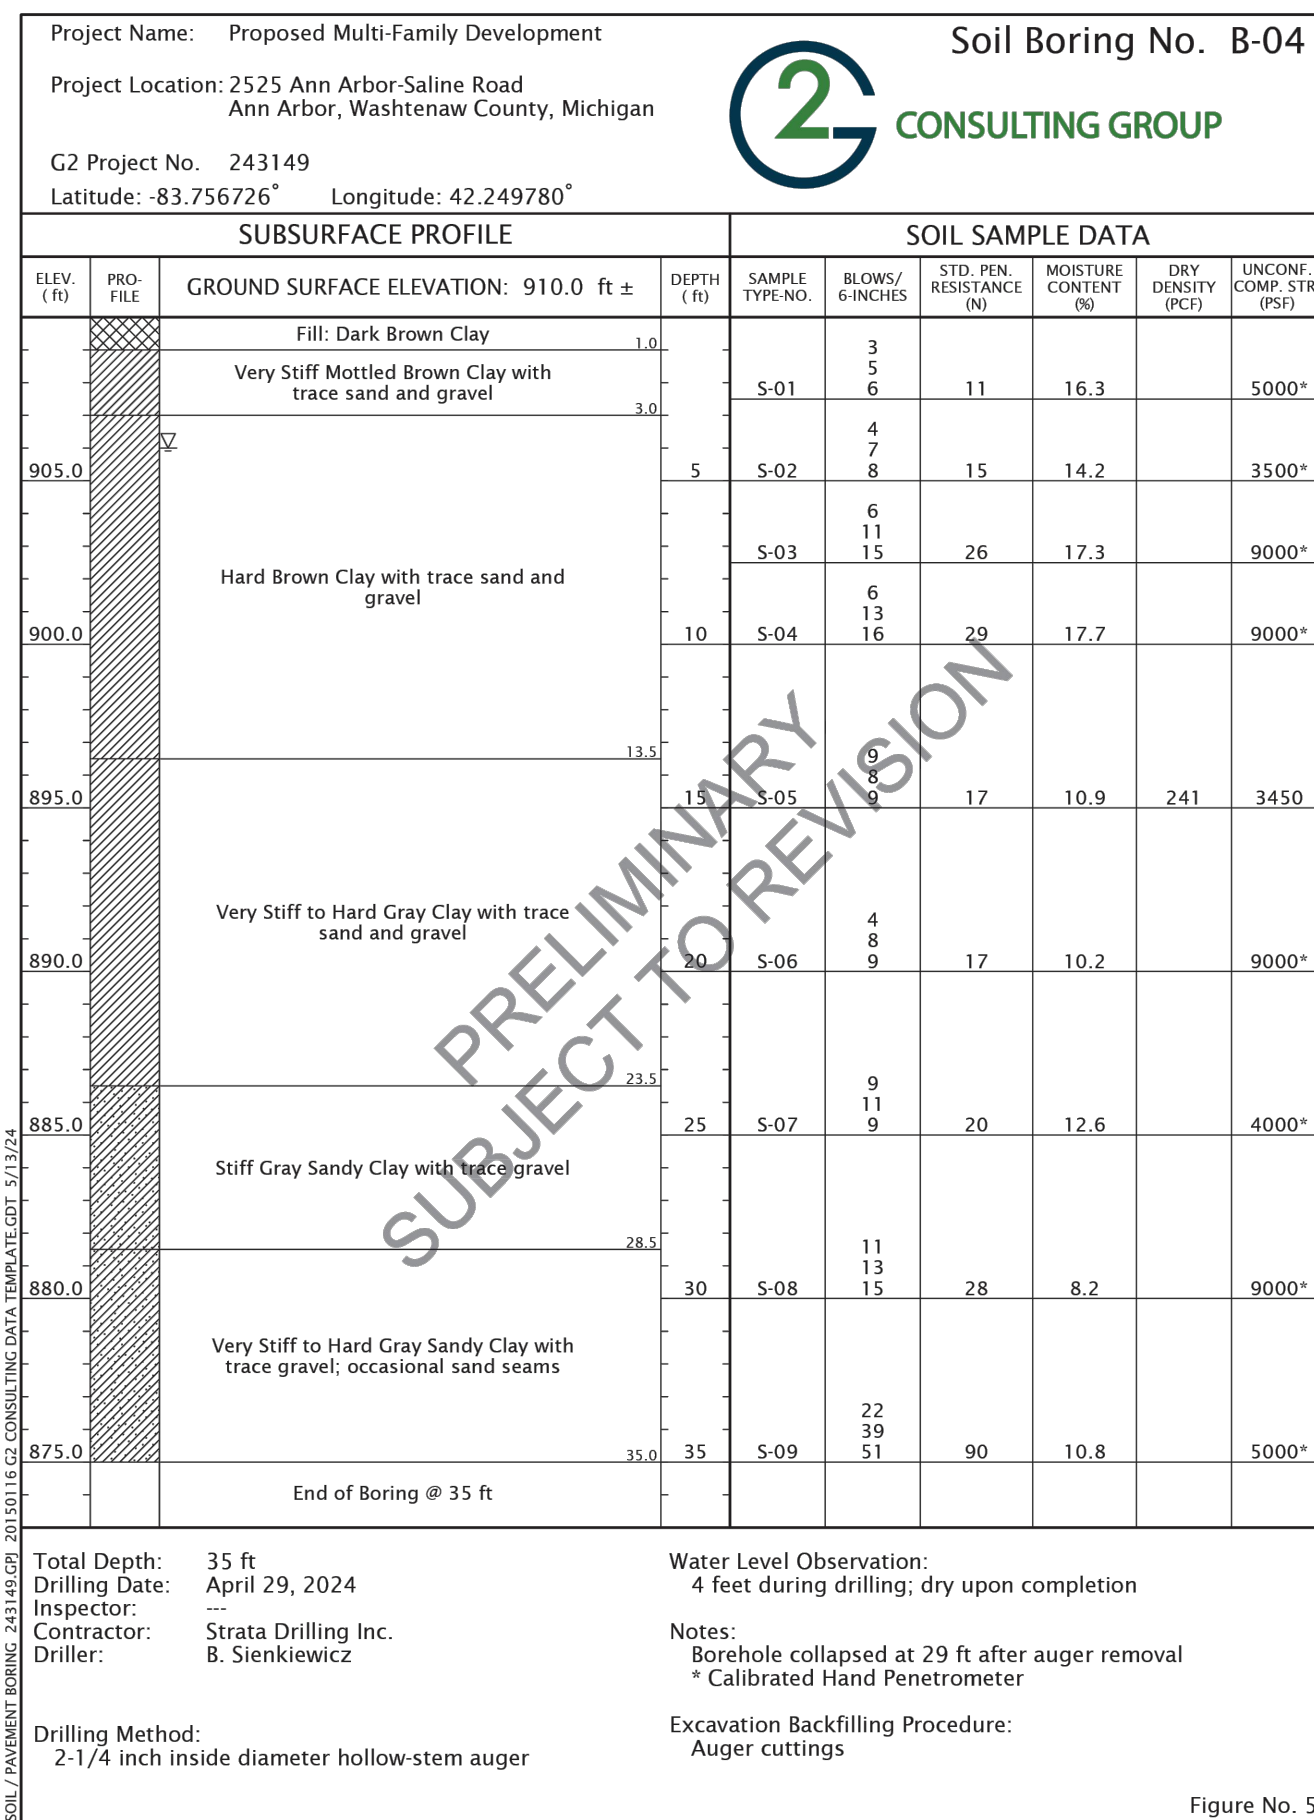 Project Name: Proposed Multi-Family Development
Soil Boring No. B-04
Project Location: 2525 Ann Arbor-Saline Road
Ann Arbor, Washtenaw County, Michigan
G2 CONSULTING GROUP
G2 Project No. 243149
Latitude: -83.756726° Longitude: 42.249780°
SUBSURFACE PROFILE
SOIL SAMPLE DATA
ELEV. ( ft)
PRO-FILE
GROUND SURFACE ELEVATION: 910.0 ft ±
DEPTH ( ft)
SAMPLE TYPE-NO.
BLOWS/ 6-INCHES
STD. PEN. RESISTANCE (N)
MOISTURE CONTENT (%)
DRY DENSITY (PCF)
UNCONF. COMP. STR (PSF)
Fill: Dark Brown Clay
1.0
Very Stiff Mottled Brown Clay with
trace sand and gravel
3.0
3
5
S-01 6 11 16.3 5000*
4
7
905.0 5 S-02 8 15 14.2 3500*
6
11
S-03 15 26 17.3 9000*
Hard Brown Clay with trace sand and
gravel
6
13
900.0 10 S-04 16 29 17.7 9000*
13.5
9
8
895.0 15 S-05 9 17 10.9 241 3450
Very Stiff to Hard Gray Clay with trace
sand and gravel
4
8
890.0 20 S-06 9 17 10.2 9000*
23.5
9
11
885.0 25 S-07 9 20 12.6 4000*
Stiff Gray Sandy Clay with trace gravel
28.5
11
13
880.0 30 S-08 15 28 8.2 9000*
Very Stiff to Hard Gray Sandy Clay with
trace gravel; occasional sand seams
22
39
875.0 35.0 35 S-09 51 90 10.8 5000*
End of Boring @ 35 ft
PRELIMINARY
SUBJECT TO REVISION
Total Depth: 35 ft
Drilling Date: April 29, 2024
Inspector: ---
Contractor: Strata Drilling Inc.
Driller: B. Sienkiewicz
Drilling Method:
2-1/4 inch inside diameter hollow-stem auger
Water Level Observation:
4 feet during drilling; dry upon completion
Notes:
Borehole collapsed at 29 ft after auger removal
* Calibrated Hand Penetrometer
Excavation Backfilling Procedure:
Auger cuttings
Figure No. 5
SOIL / PAVEMENT BORING 243149.GPJ 20150116 G2 CONSULTING DATA TEMPLATE.GDT 5/13/24